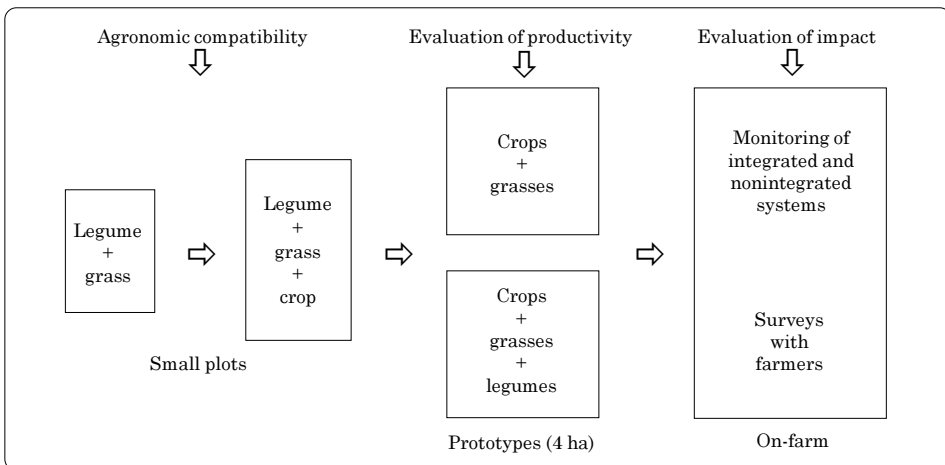 Agronomic compatibility
Evaluation of productivity
Evaluation of impact
Legume
+
grass
Legume
+
grass
+
crop
Small plots
Crops
+
grasses
Crops
+
grasses
+
legumes
Prototypes (4 ha)
Monitoring of
integrated and
nonintegrated
systems
Surveys
with
farmers
On-farm